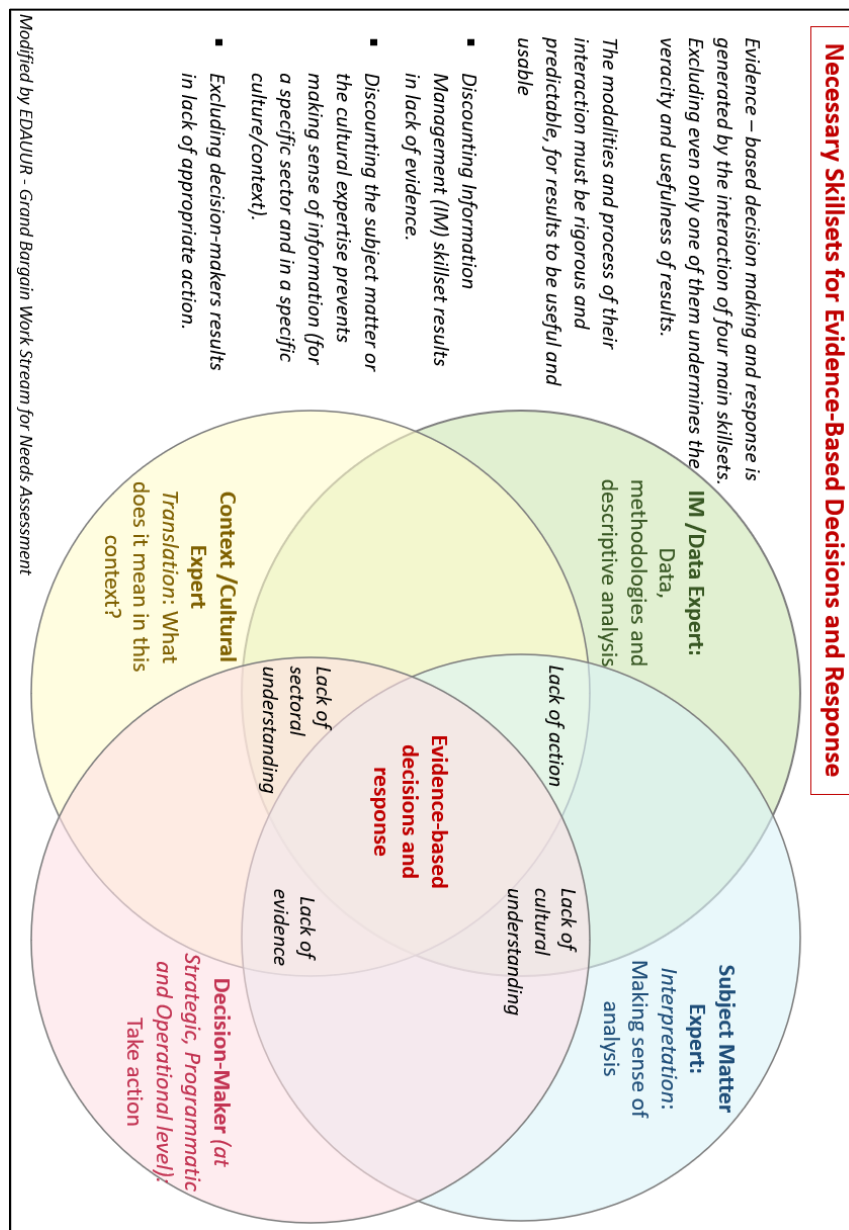 Necessary Skillsets for Evidence-Based Decisions and Response
Evidence – based decision making and response is
generated by the interaction of four main skillsets.
Excluding even only one of them undermines the
veracity and usefulness of results.
The modalities and process of their
interaction must be rigorous and
predictable, for results to be useful and
usable
▪ Discounting Information
Management (IM) skillset results
in lack of evidence.
▪ Discounting the subject matter or
the cultural expertise prevents
making sense of information (for
a specific sector and in a specific
culture/context).
▪ Excluding decision-makers results
in lack of appropriate action.
IM /Data Expert:
Data,
methodologies and
descriptive analysis
Subject Matter
Expert:
Interpretation:
Making sense of
analysis
Lack of action
Lack of
cultural
understanding
Evidence-based
decisions and
response
Lack of
sectoral
understanding
Lack of
evidence
Context /Cultural
Expert
Translation: What
does it mean in this
context?
Decision-Maker (at
Strategic, Programmatic
and Operational level):
Take action
Modified by EDAUUR - Grand Bargain Work Stream for Needs Assessment